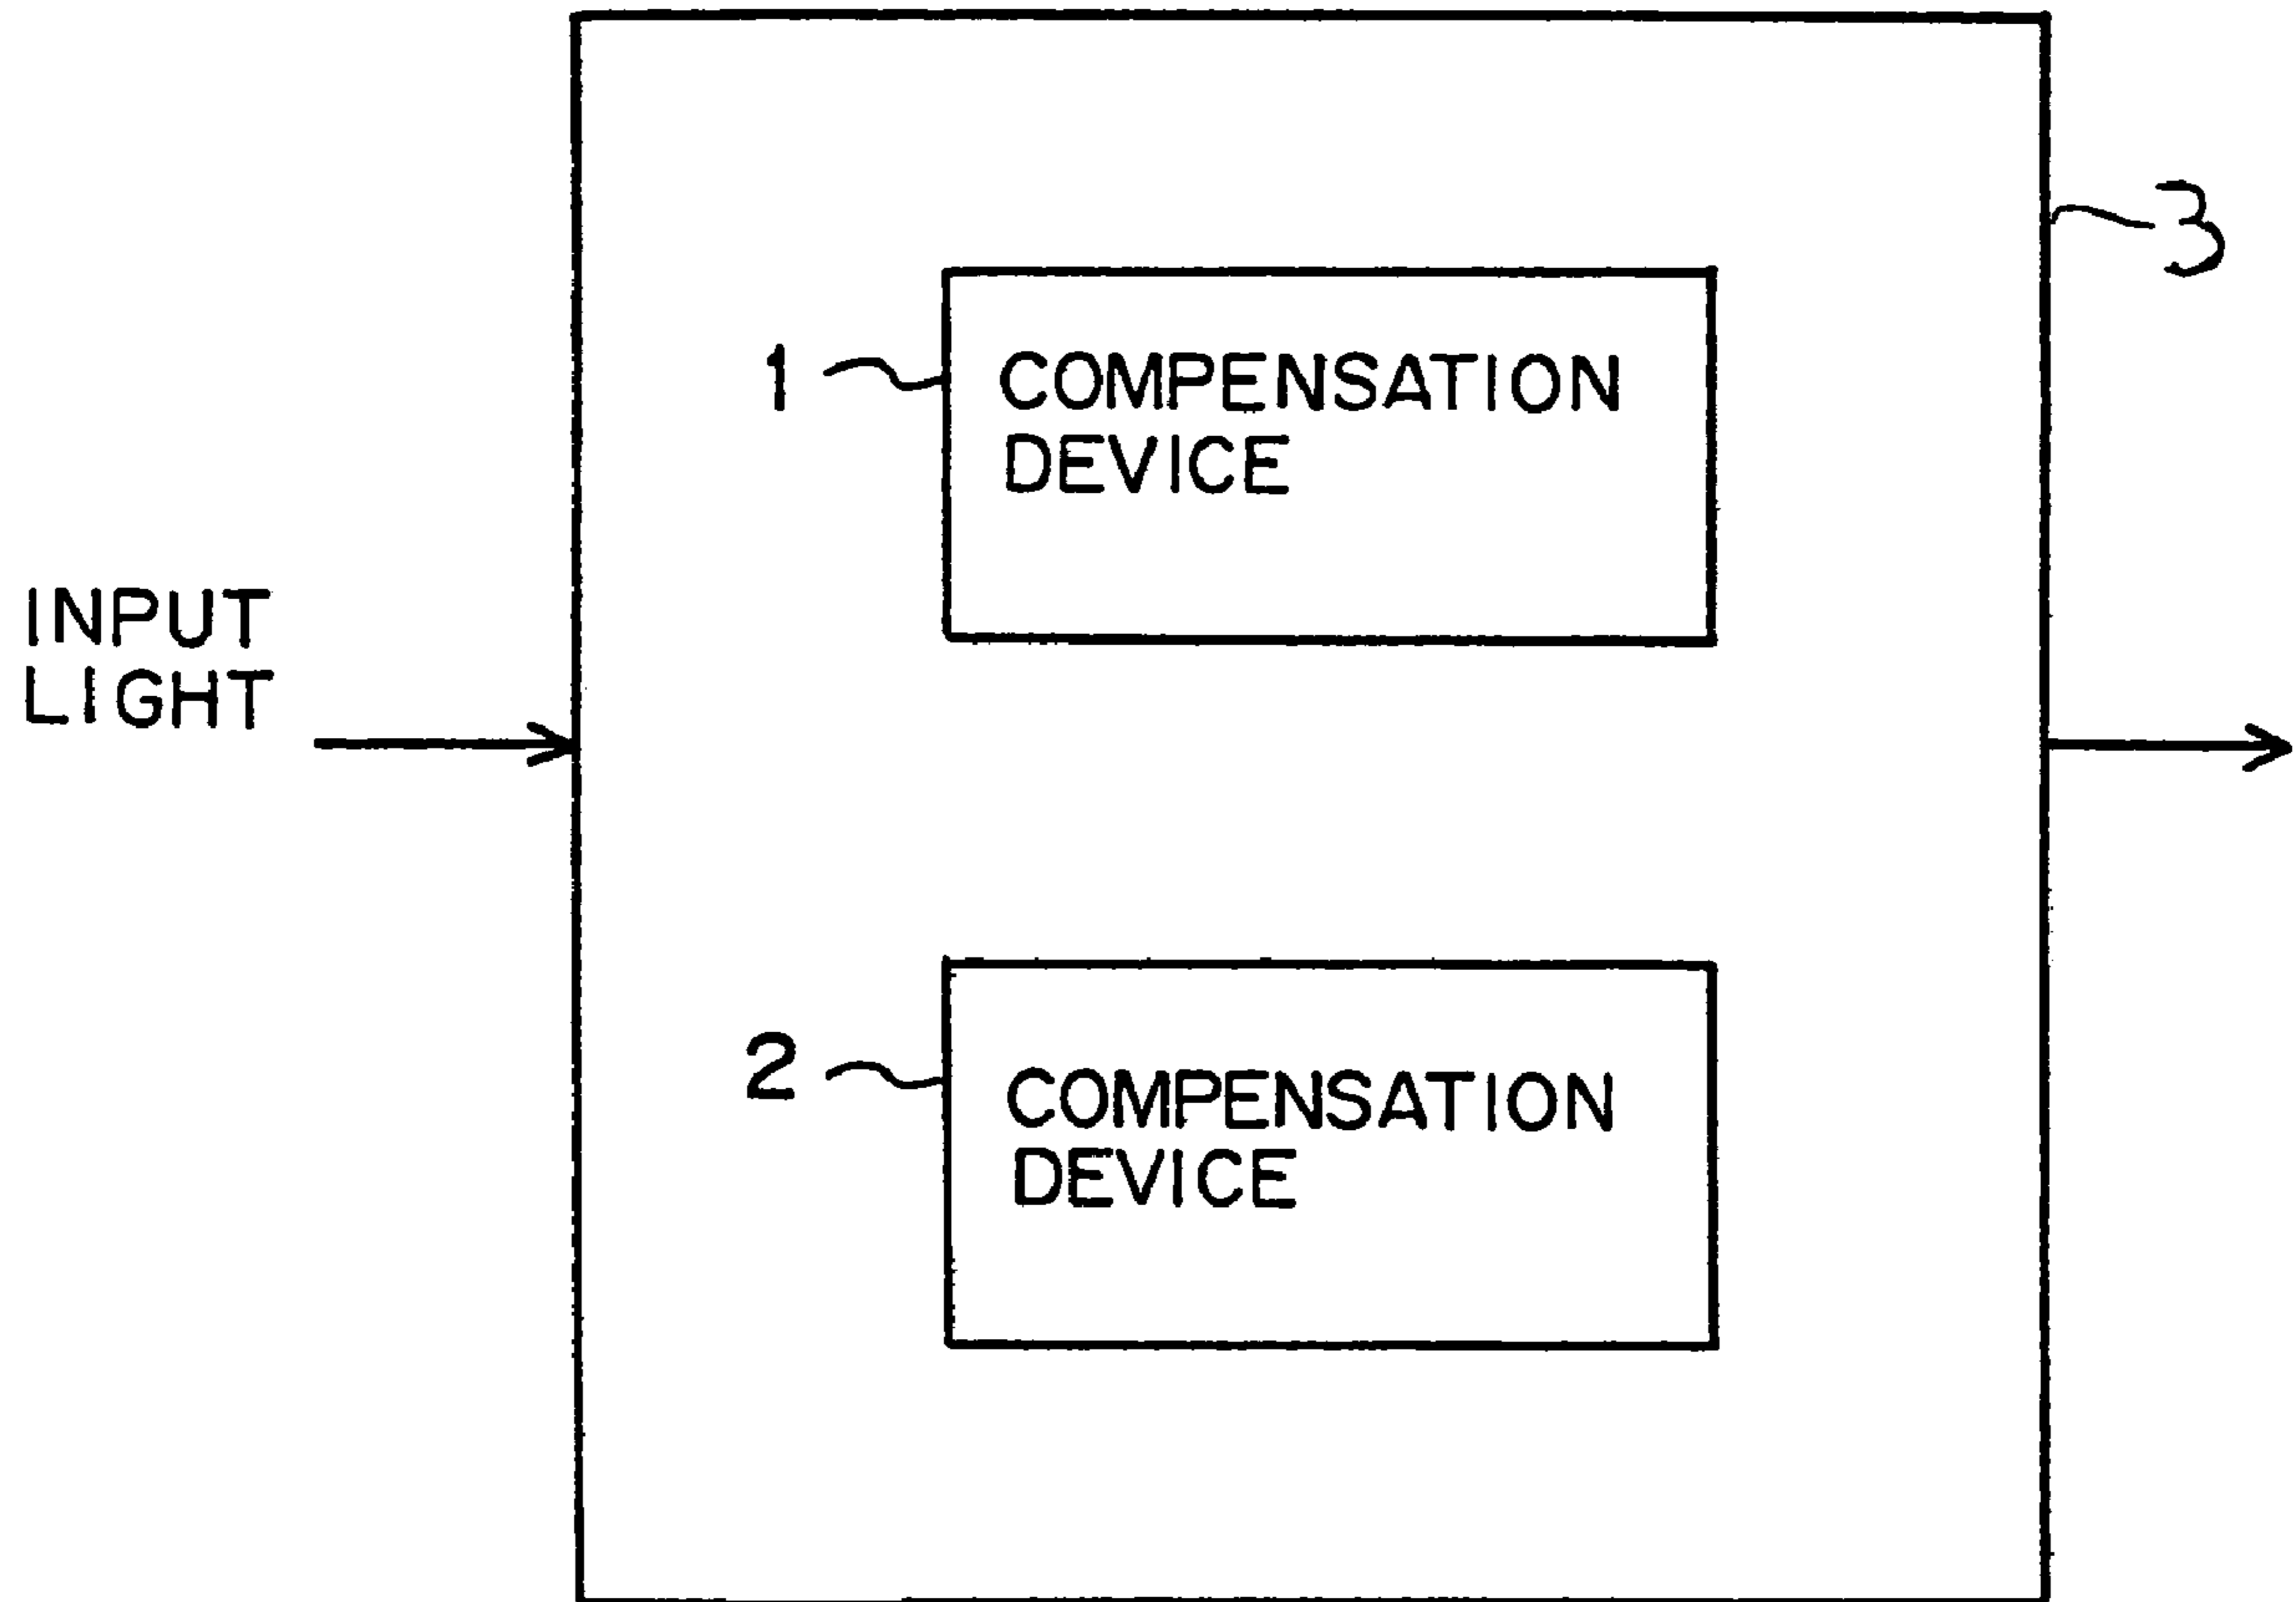 3
1
COMPENSATION
DEVICE
INPUT
LIGHT
2
COMPENSATION
DEVICE